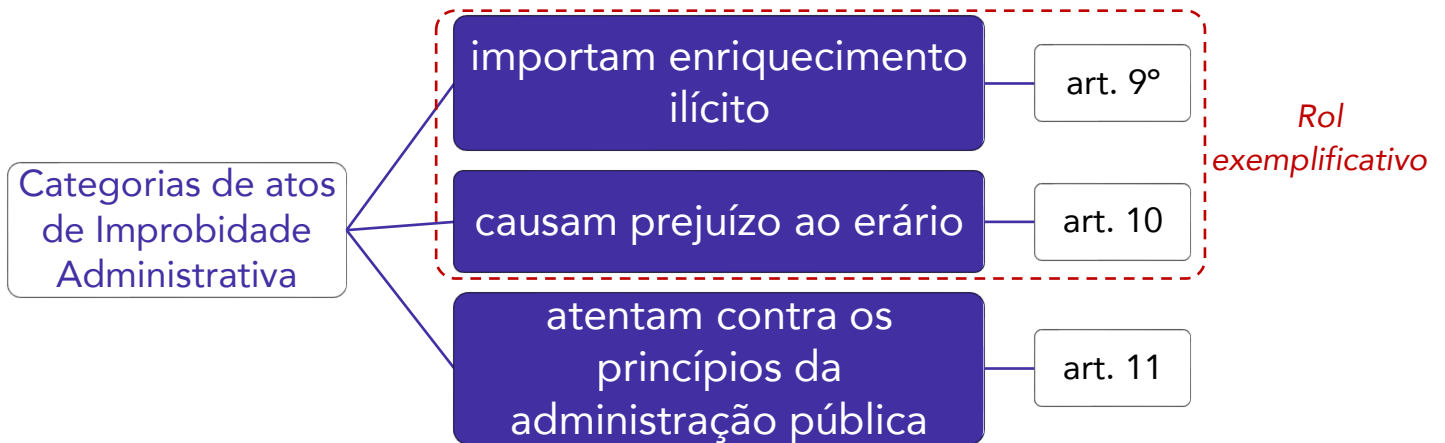 Categorias de atos
de Improbidade
Administrativa
importam enriquecimento
ilícito
art. 9°
causam prejuízo ao erário
art. 10
atentam contra os
princípios da
administração pública
art. 11
Rol
exemplificativo